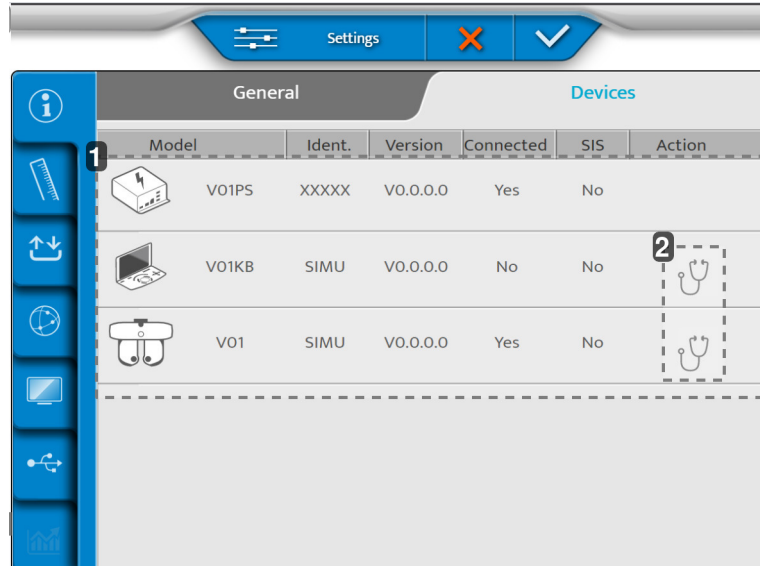 Settings
General Devices
Model Ident. Version Connected SIS Action
1
V01PS XXXXX V0.0.0.0 Yes No
2
V01KB SIMU V0.0.0.0 No No
V01 SIMU V0.0.0.0 Yes No